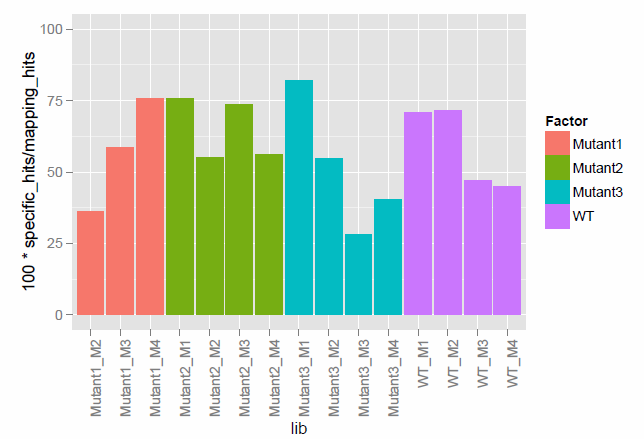 100 * specific_hits/mapping_hits
100
75
50
25
0
Mutant1_M2
Mutant1_M3
Mutant1_M4
Mutant2_M1
Mutant2_M2
Mutant2_M3
Mutant2_M4
Mutant3_M1
Mutant3_M2
Mutant3_M3
Mutant3_M4
WT_M1
WT_M2
WT_M3
WT_M4
lib
Factor
Mutant1
Mutant2
Mutant3
WT